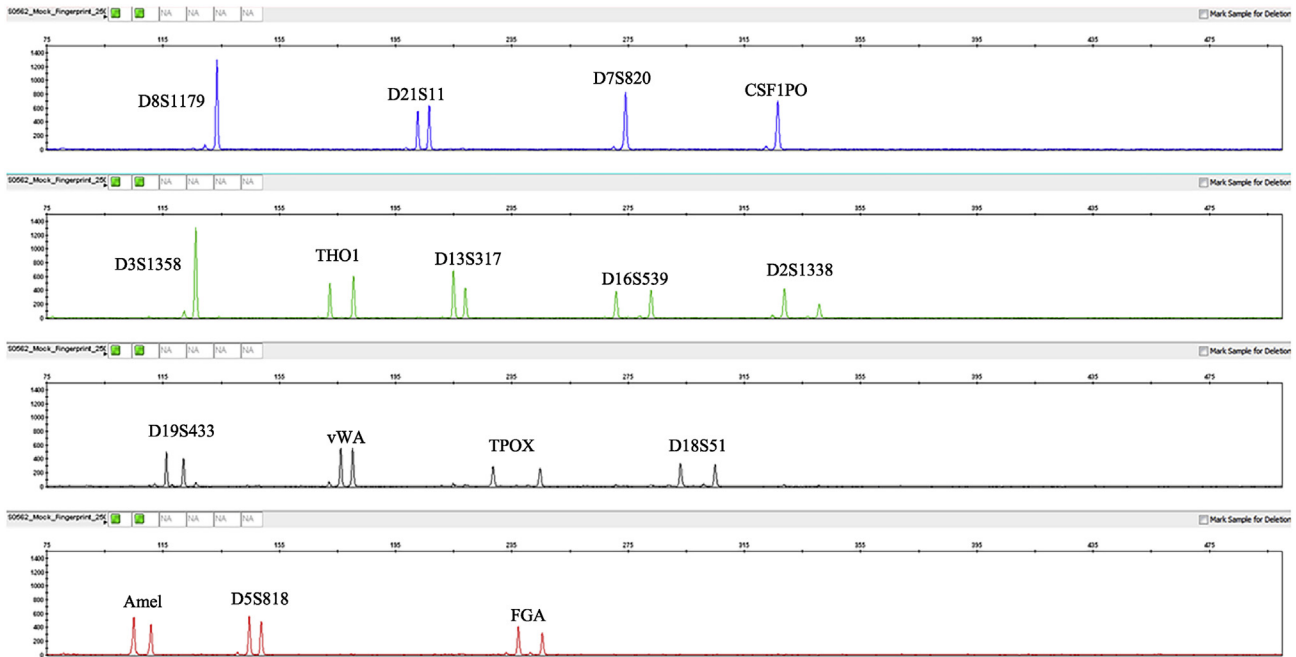 S0562_Mock_Fingerprint_25( NA NA NA NA Mark Sample for Deletion
75 115 155 195 235 275 315 355 395 435 475
1400
1200
1000
800
600
400
200
0
D8S1179
D21S11
D7S820
CSF1PO
S0562_Mock_Fingerprint_25( NA NA NA NA Mark Sample for Deletion
75 115 155 195 235 275 315 355 395 435 475
1400
1200
1000
800
600
400
200
0
D3S1358
THO1
D13S317
D16S539
D2S1338
S0562_Mock_Fingerprint_25( NA NA NA NA Mark Sample for Deletion
75 115 155 195 235 275 315 355 395 435 475
1400
1200
1000
800
600
400
200
0
D19S433
vWA
TPOX
D18S51
S0562_Mock_Fingerprint_25( NA NA NA NA Mark Sample for Deletion
75 115 155 195 235 275 315 355 395 435 475
1400
1200
1000
800
600
400
200
0
Amel
D5S818
FGA